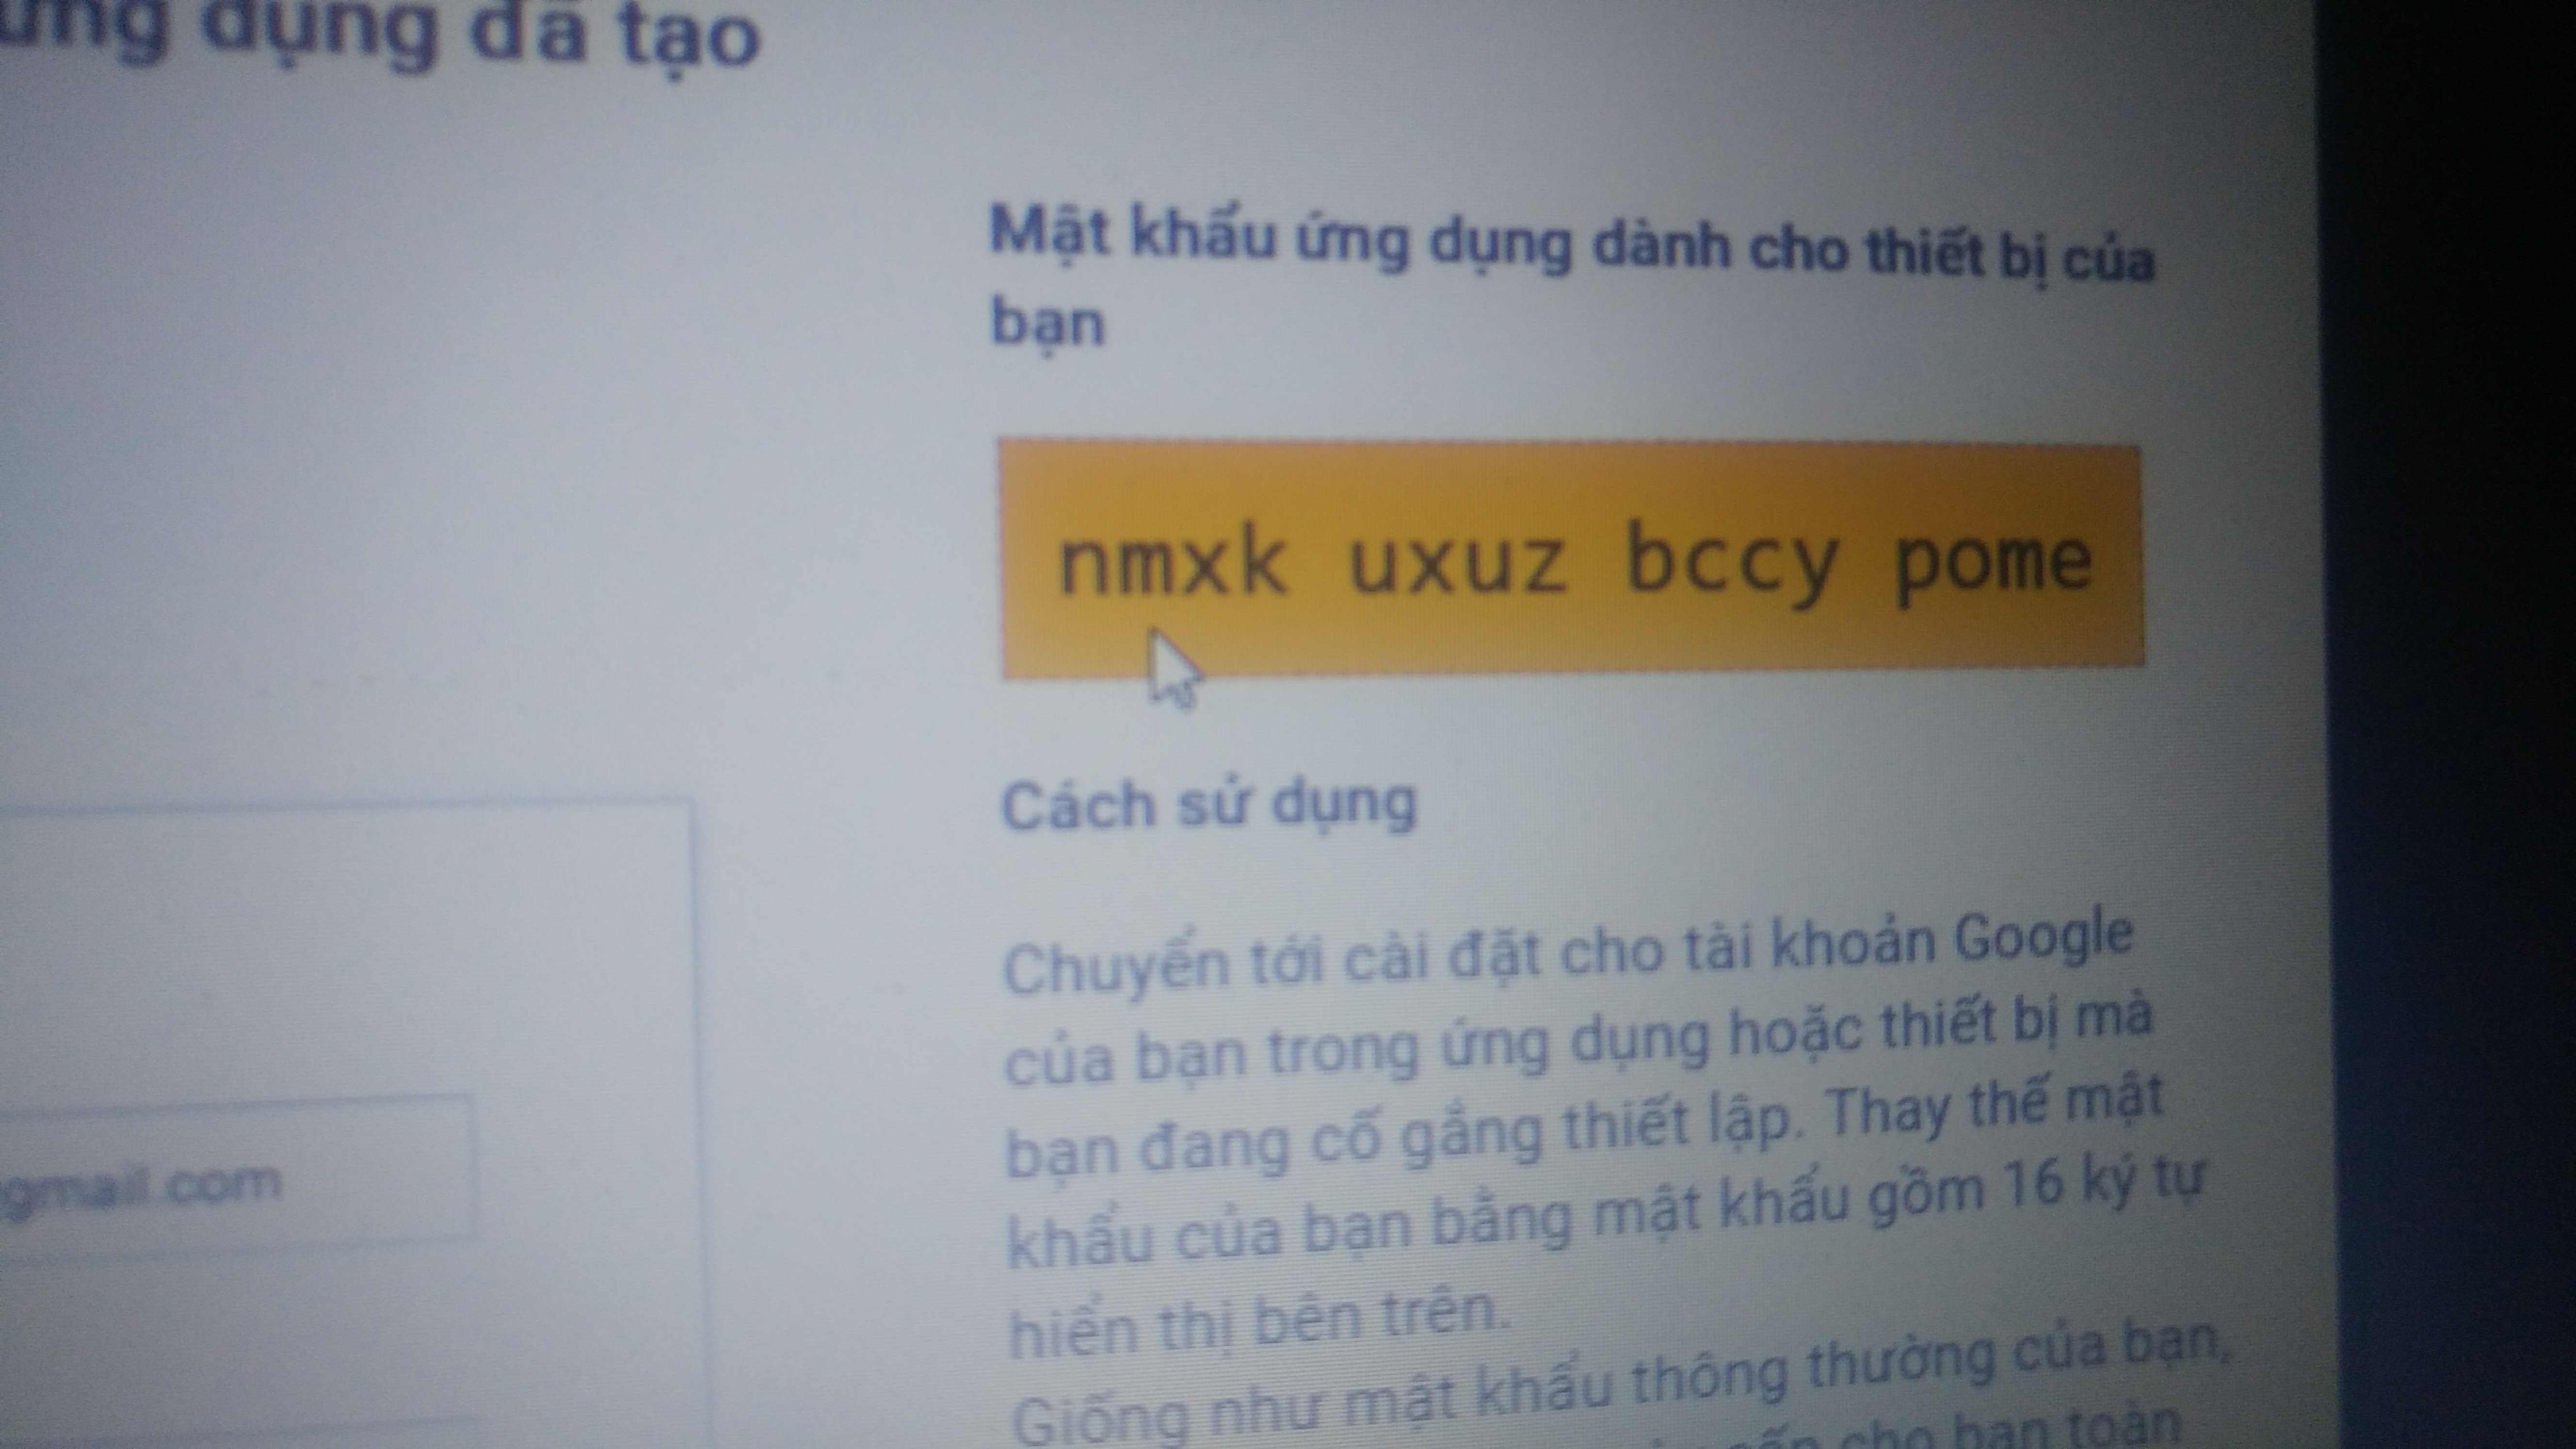 ứng dụng đã tạo
Mật khẩu ứng dụng dành cho thiết bị của
bạn
nmxk uxuz bccy pome
Cách sử dụng
Chuyển tới cài đặt cho tài khoản Google
của bạn trong ứng dụng hoặc thiết bị mà
bạn đang cố gắng thiết lập. Thay thế mật
khẩu của bạn bằng mật khẩu gồm 16 ký tự
hiển thị bên trên.
Giống như mật khẩu thông thường của bạn,
cho bạn toàn
gmail.com